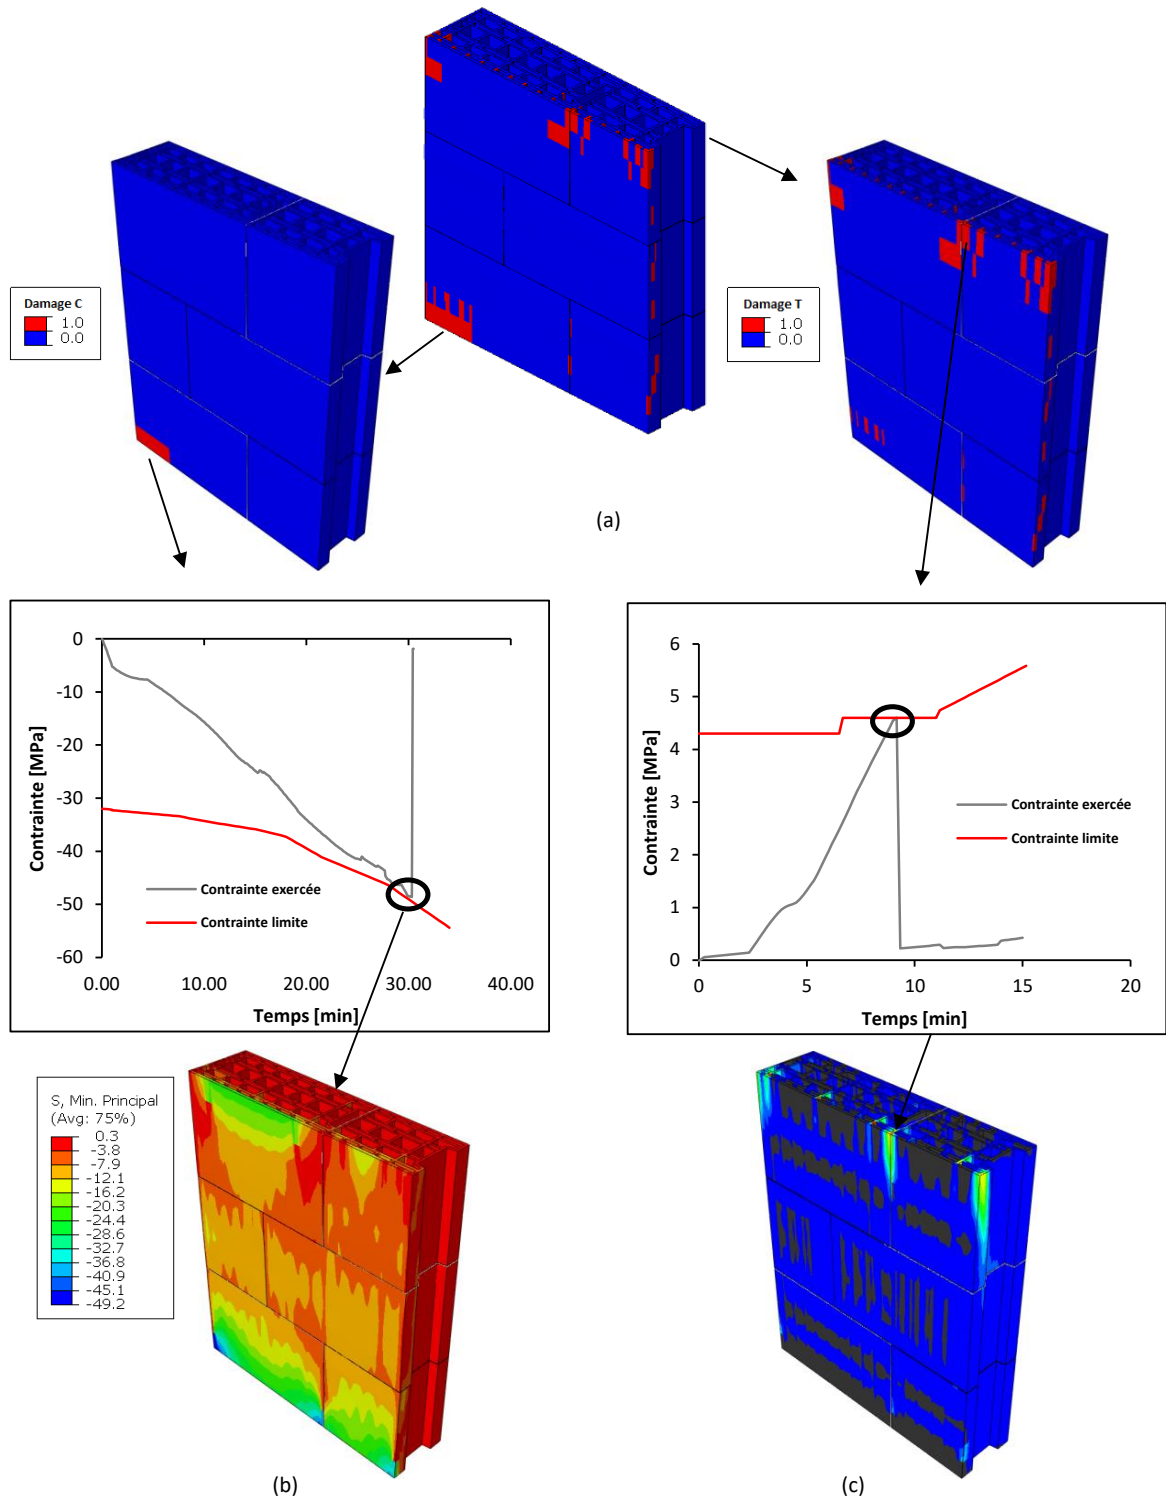 Damage C
1.0
0.0
Damage T
1.0
0.0
(a)
0
-10
-20
-30
-40
-50
-60
Contrainte [MPa]
Contrainte exercée
Contrainte limite
0.00 10.00 20.00 30.00 40.00
Temps [min]
6
5
4
3
2
1
0
Contrainte [MPa]
Contrainte exercée
Contrainte limite
0 5 10 15 20
Temps [min]
S, Min. Principal
(Avg: 75%)
0.3
-3.8
-7.9
-12.1
-16.2
-20.3
-24.4
-28.6
-32.7
-36.8
-40.9
-45.1
-49.2
(b)
(c)